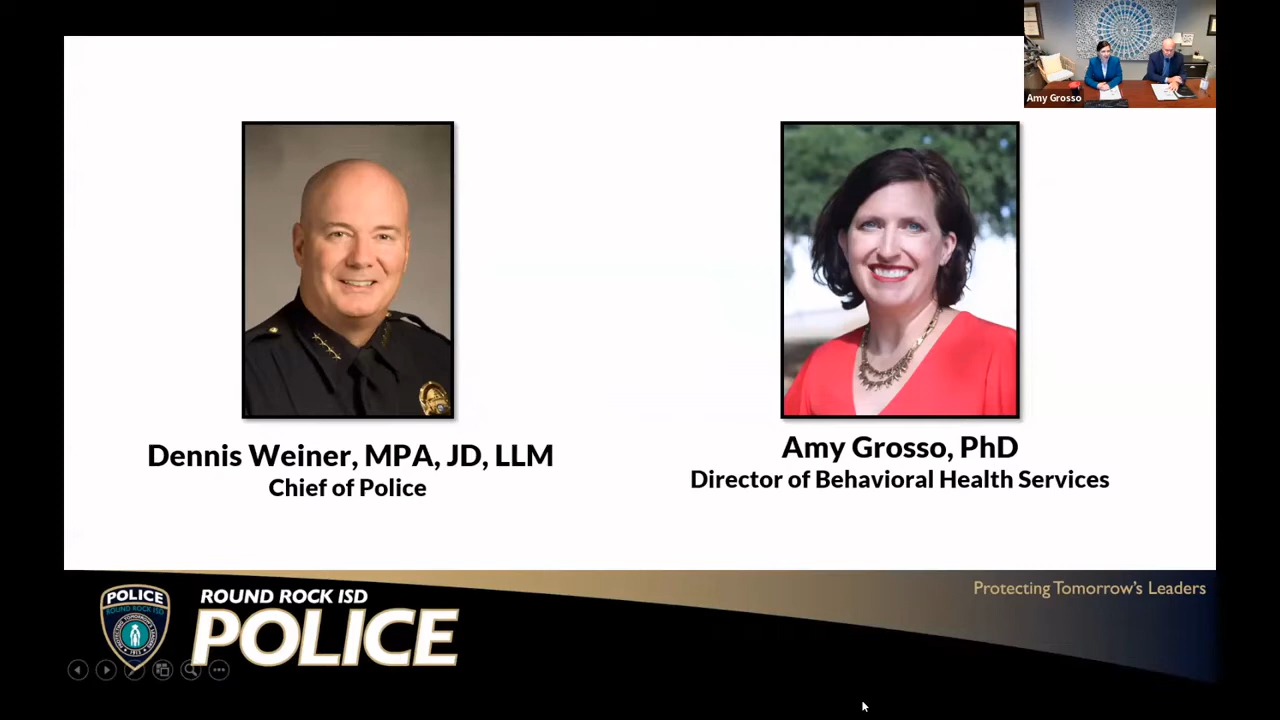 Amy Grosso
Dennis Weiner, MPA, JD, LLM
Chief of Police
Amy Grosso, PhD
Director of Behavioral Health Services
POLICE
ROUND ROCK ISD
ROUND ROCK ISD
POLICE
Protecting Tomorrow's Leaders